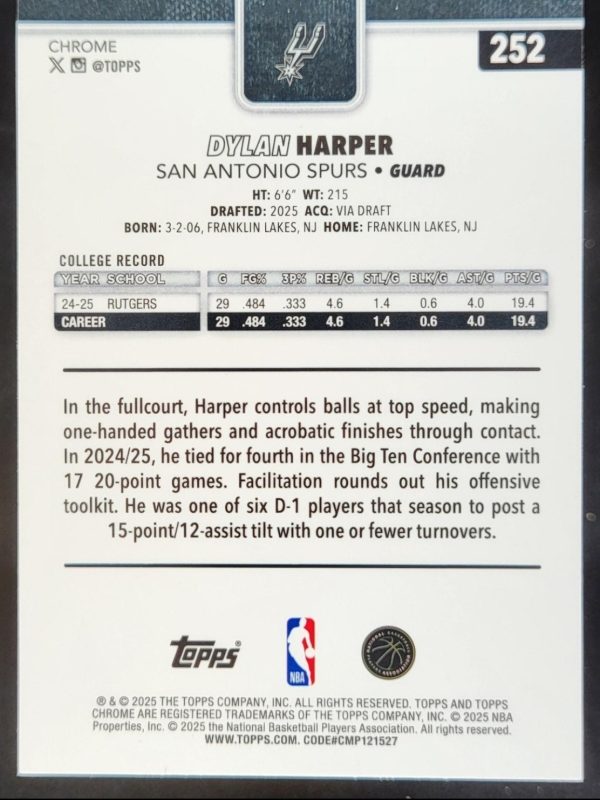 CHROME
252
@TOPPS
DYLAN HARPER
SAN ANTONIO SPURS • GUARD
HT: 6'6" WT: 215
DRAFTED: 2025 ACQ: VIA DRAFT
BORN: 3-2-06, FRANKLIN LAKES, NJ HOME: FRANKLIN LAKES, NJ
COLLEGE RECORD
YEAR SCHOOL G FG% 3P% REB/G STL/G BLK/G AST/G PTS/G
24-25 RUTGERS 29 .484 .333 4.6 1.4 0.6 4.0 19.4
CAREER 29 .484 .333 4.6 1.4 0.6 4.0 19.4
In the fullcourt, Harper controls balls at top speed, making
one-handed gathers and acrobatic finishes through contact.
In 2024/25, he tied for fourth in the Big Ten Conference with
17 20-point games. Facilitation rounds out his offensive
toolkit. He was one of six D-1 players that season to post a
15-point/12-assist tilt with one or fewer turnovers.
Topps®
NBA
NATIONAL BASKETBALL
PLAYERS ASSOCIATION
® & © 2025 THE TOPPS COMPANY, INC. ALL RIGHTS RESERVED. TOPPS AND TOPPS
CHROME ARE REGISTERED TRADEMARKS OF THE TOPPS COMPANY, INC. © 2025 NBA
Properties, Inc. © 2025 the National Basketball Players Association. All rights reserved.
WWW.TOPPS.COM. CODE#CMP121527